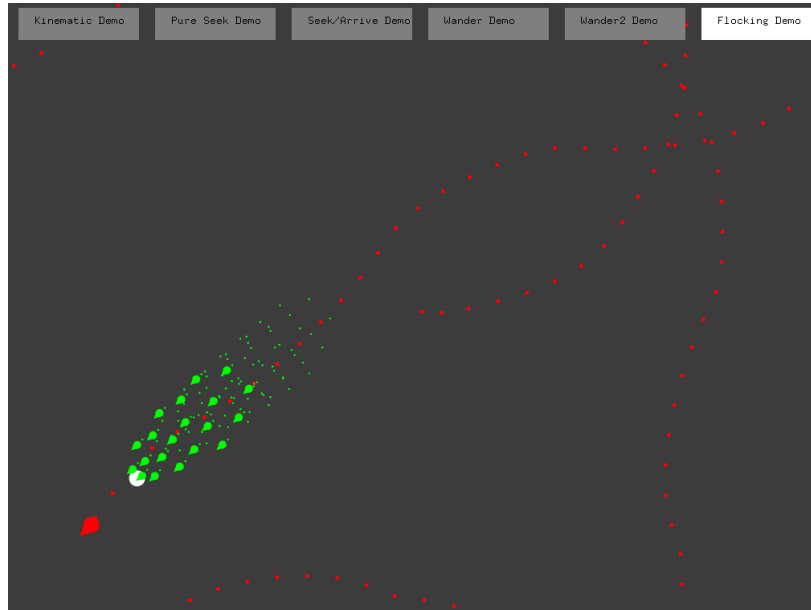 Kinematic Demo
Pure Seek Demo
Seek/Arrive Demo
Wander Demo
Wander2 Demo
Flocking Demo